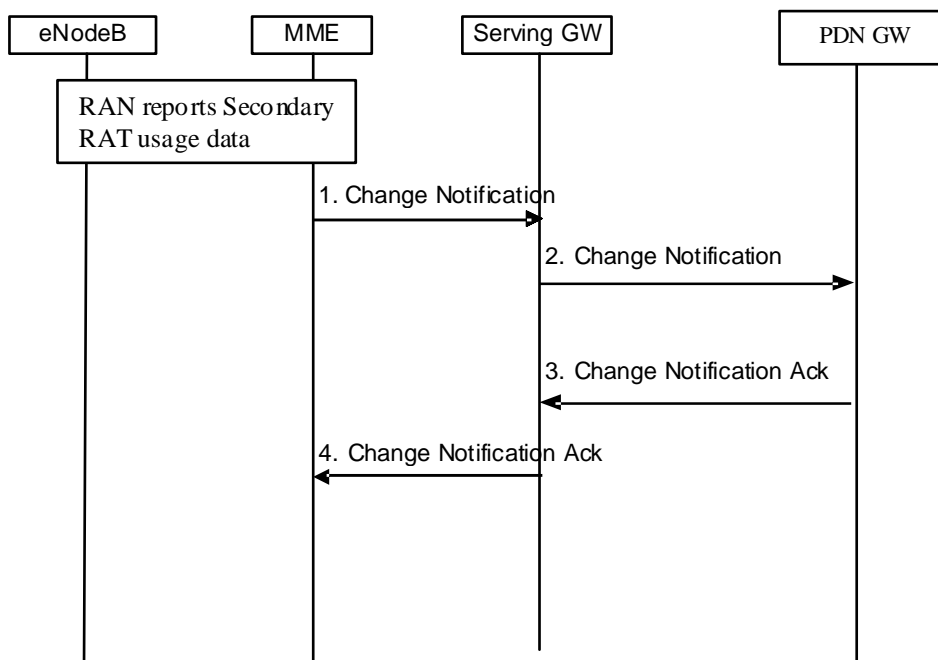 eNodeB
MME
Serving GW
PDN GW
RAN reports Secondary
RAT usage data
1. Change Notification
2. Change Notification
3. Change Notification Ack
4. Change Notification Ack